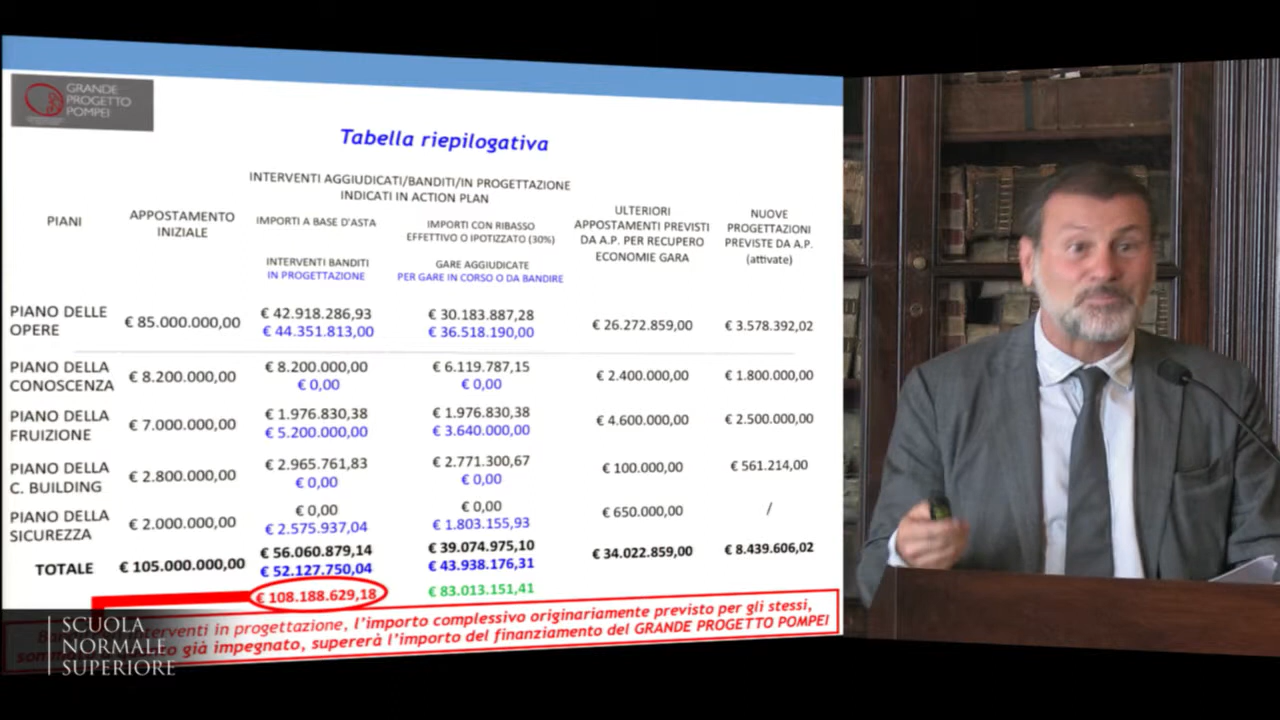 GRANDE
PROGETTO
POMPEI
Tabella riepilogativa
INTERVENTI AGGIUDICATI/BANDITI/IN PROGETTAZIONE
INDICATI IN ACTION PLAN
PIANI
APPOSTAMENTO
INIZIALE
IMPORTI A BASE D'ASTA
INTERVENTI BANDITI
IN PROGETTAZIONE
IMPORTI CON RIBASSO
EFFETTIVO O IPOTIZZATO (30%)
GARE AGGIUDICATE
PER GARE IN CORSO O DA BANDIRE
ULTERIORI
APPOSTAMENTI PREVISTI
DA A.P. PER RECUPERO
ECONOMIE GARA
NUOVE
PROGETTAZIONI
PREVISTE DA A.P.
(attivate)
PIANO DELLE
OPERE
€ 85.000.000,00
€ 42.918.286,93
€ 44.351.813,00
€ 30.183.887,28
€ 36.518.190,00
€ 26.272.859,00
€ 3.578.392,02
PIANO DELLA
CONOSCENZA
€ 8.200.000,00
€ 8.200.000,00
€ 0,00
€ 6.119.787,15
€ 0,00
€ 2.400.000,00
€ 1.800.000,00
PIANO DELLA
FRUIZIONE
€ 7.000.000,00
€ 1.976.830,38
€ 5.200.000,00
€ 1.976.830,38
€ 3.640.000,00
€ 4.600.000,00
€ 2.500.000,00
PIANO DELLA
C. BUILDING
€ 2.800.000,00
€ 2.965.761,83
€ 0,00
€ 2.771.300,67
€ 0,00
€ 100.000,00
€ 561.214,00
PIANO DELLA
SICUREZZA
€ 2.000.000,00
€ 0,00
€ 2.575.937,04
€ 0,00
€ 1.803.155,93
€ 650.000,00
/
TOTALE
€ 105.000.000,00
€ 56.060.879,14
€ 52.127.750,04
€ 39.074.975,10
€ 43.938.176,31
€ 34.022.859,00
€ 8.439.606,02
€ 108.188.629,18
€ 83.013.151,41
interventi in progettazione, l'importo complessivo originariamente previsto per gli stessi,
già impegnato, supererà l'importo del finanziamento del GRANDE PROGETTO POMPEI
SCUOLA
NORMALE
SUPERIORE